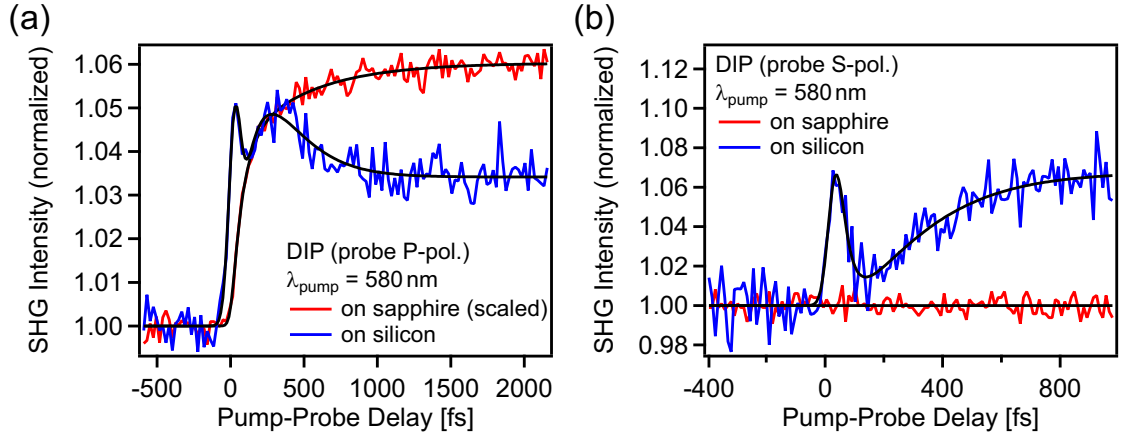 (a)
SHG Intensity (normalized)
1.06
1.05
1.04
1.03
1.02
1.01
1.00
DIP (probe P-pol.)
λpump = 580 nm
on sapphire (scaled)
on silicon
-500 0 500 1000 1500 2000
Pump-Probe Delay [fs]
(b)
SHG Intensity (normalized)
1.12
1.10
1.08
1.06
1.04
1.02
1.00
0.98
DIP (probe S-pol.)
λpump = 580 nm
on sapphire
on silicon
-400 0 400 800
Pump-Probe Delay [fs]